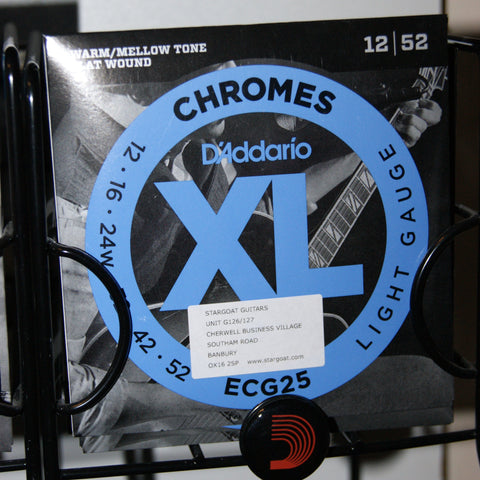 WARM/MELLOW TONE
FLAT WOUND
12|52
CHROMES
D'Addario
XL
12 · 16 · 24W
42 · 52
LIGHT GAUGE
STARGOAT GUITARS
UNIT G126/127
CHERWELL BUSINESS VILLAGE
SOUTHAM ROAD
BANBURY
OX16 2SP www.stargoat.com
ECG25